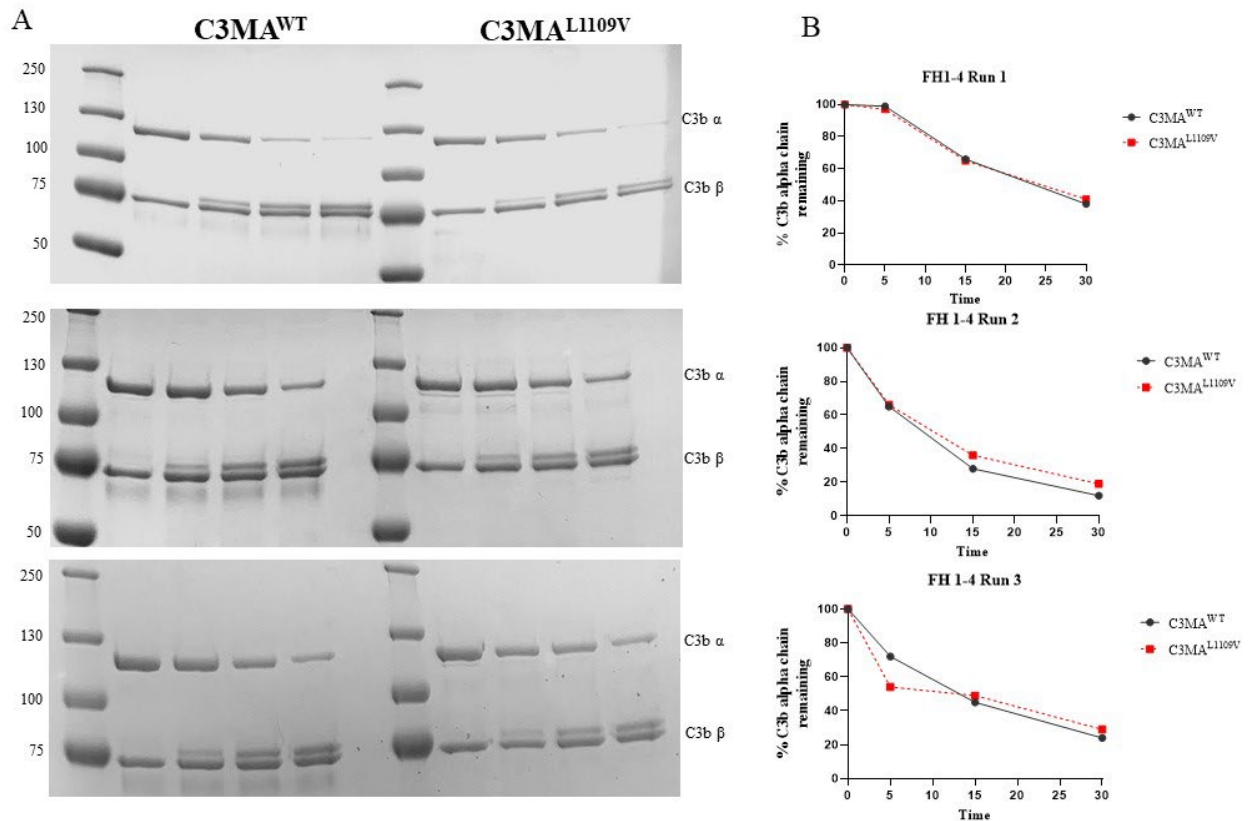 A
C3MA^WT
C3MA^L1109V
250
130
100
75
50
C3b α
C3b β
250
130
100
75
50
C3b α
C3b β
250
130
100
75
C3b α
C3b β
B
FH1-4 Run 1
% C3b alpha chain
remaining
100
80
60
40
20
0
0 5 10 15 20 25 30
Time
C3MA^WT
C3MA^L1109V
FH 1-4 Run 2
% C3b alpha chain
remaining
100
80
60
40
20
0
0 5 10 15 20 25 30
Time
C3MA^WT
C3MA^L1109V
FH 1-4 Run 3
% C3b alpha chain
remaining
100
80
60
40
20
0
0 5 10 15 20 25 30
Time
C3MA^WT
C3MA^L1109V